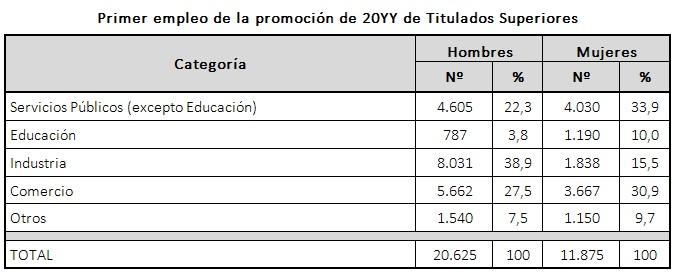 Primer empleo de la promoción de 20YY de Titulados Superiores
Categoría Hombres Mujeres
Nº % Nº %
Servicios Públicos (excepto Educación) 4.605 22,3 4.030 33,9
Educación 787 3,8 1.190 10,0
Industria 8.031 38,9 1.838 15,5
Comercio 5.662 27,5 3.667 30,9
Otros 1.540 7,5 1.150 9,7
TOTAL 20.625 100 11.875 100